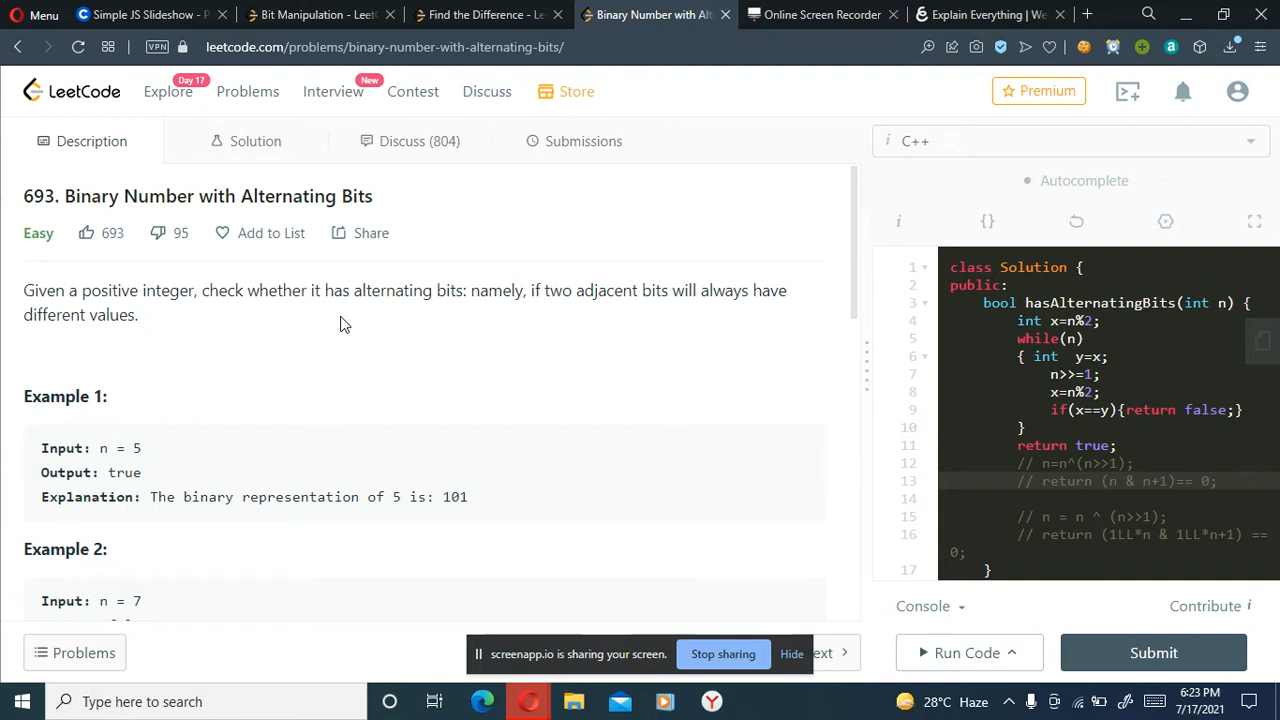 Menu
Simple JS Slideshow - P
Bit Manipulation - LeetC
Find the Difference - Le
Binary Number with Alt
Online Screen Recorder
Explain Everything | We
VPN
leetcode.com/problems/binary-number-with-alternating-bits/
LeetCode
Explore
Day 17
Problems
Interview
New
Contest
Discuss
Store
Premium
Description
Solution
Discuss (804)
Submissions
693. Binary Number with Alternating Bits
Easy
693
95
Add to List
Share
Given a positive integer, check whether it has alternating bits: namely, if two adjacent bits will always have
different values.
Example 1:
Input: n = 5
Output: true
Explanation: The binary representation of 5 is: 101
Example 2:
Input: n = 7
Problems
ext
i C++
Autocomplete
i {}
1 class Solution {
2 public:
3 bool hasAlternatingBits(int n) {
4 int x=n%2;
5 while(n)
6 { int y=x;
7 n>>=1;
8 x=n%2;
9 if(x==y){return false;}
10 }
11 return true;
12 // n=n^(n>>1);
13 // return (n & n+1)== 0;
14
15 // n = n ^ (n>>1);
16 // return (1LL*n & 1LL*n+1) ==
0;
17 }
Console
Contribute i
Run Code
Submit
screenapp.io is sharing your screen.
Stop sharing
Hide
Type here to search
28°C Haze
6:23 PM
7/17/2021